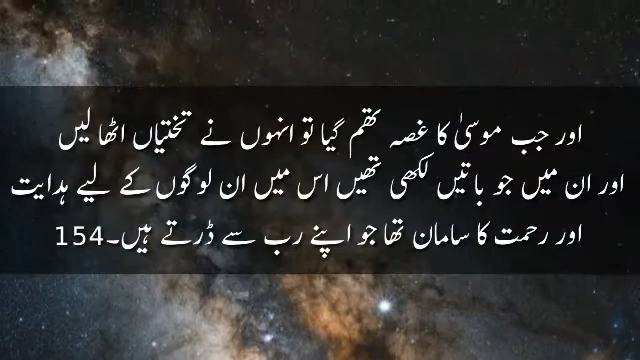 اور جب موسیٰ کا غصہ تھم گیا تو انہوں نے تختیاں اٹھا لیں
اور ان میں جو باتیں لکھی تھیں اس میں ان لوگوں کے لیے ہدایت
اور رحمت کا سامان تھا جو اپنے رب سے ڈرتے ہیں۔154